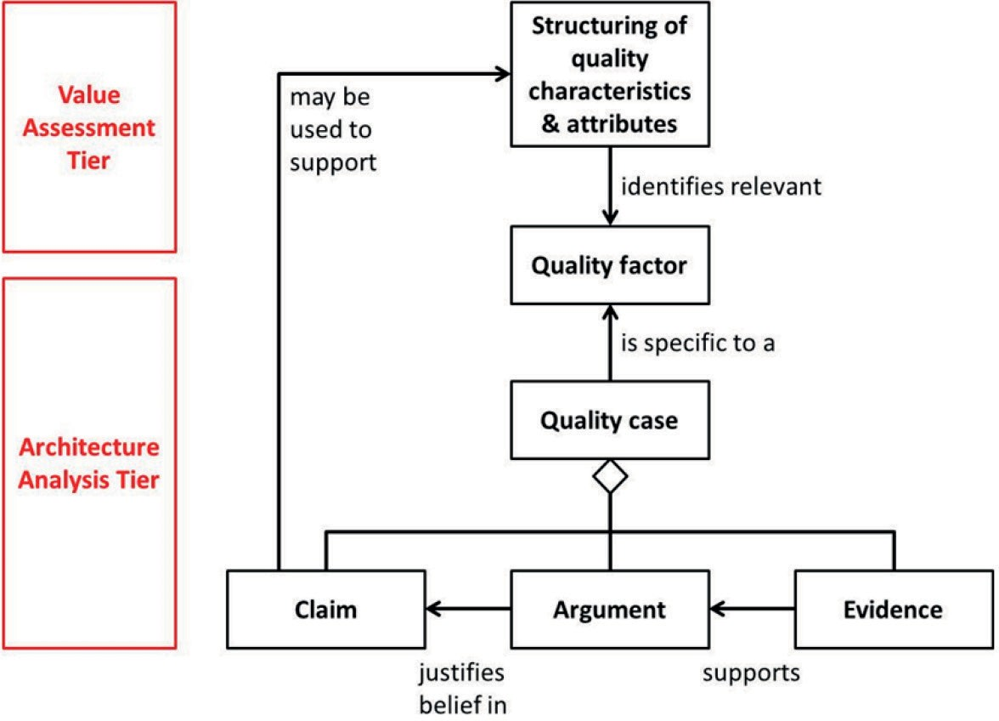 Value
Assessment
Tier
Structuring of
quality
characteristics
& attributes
may be
used to
support
identifies relevant
Quality factor
is specific to a
Architecture
Analysis Tier
Quality case
Claim
Argument
Evidence
justifies
belief in
supports